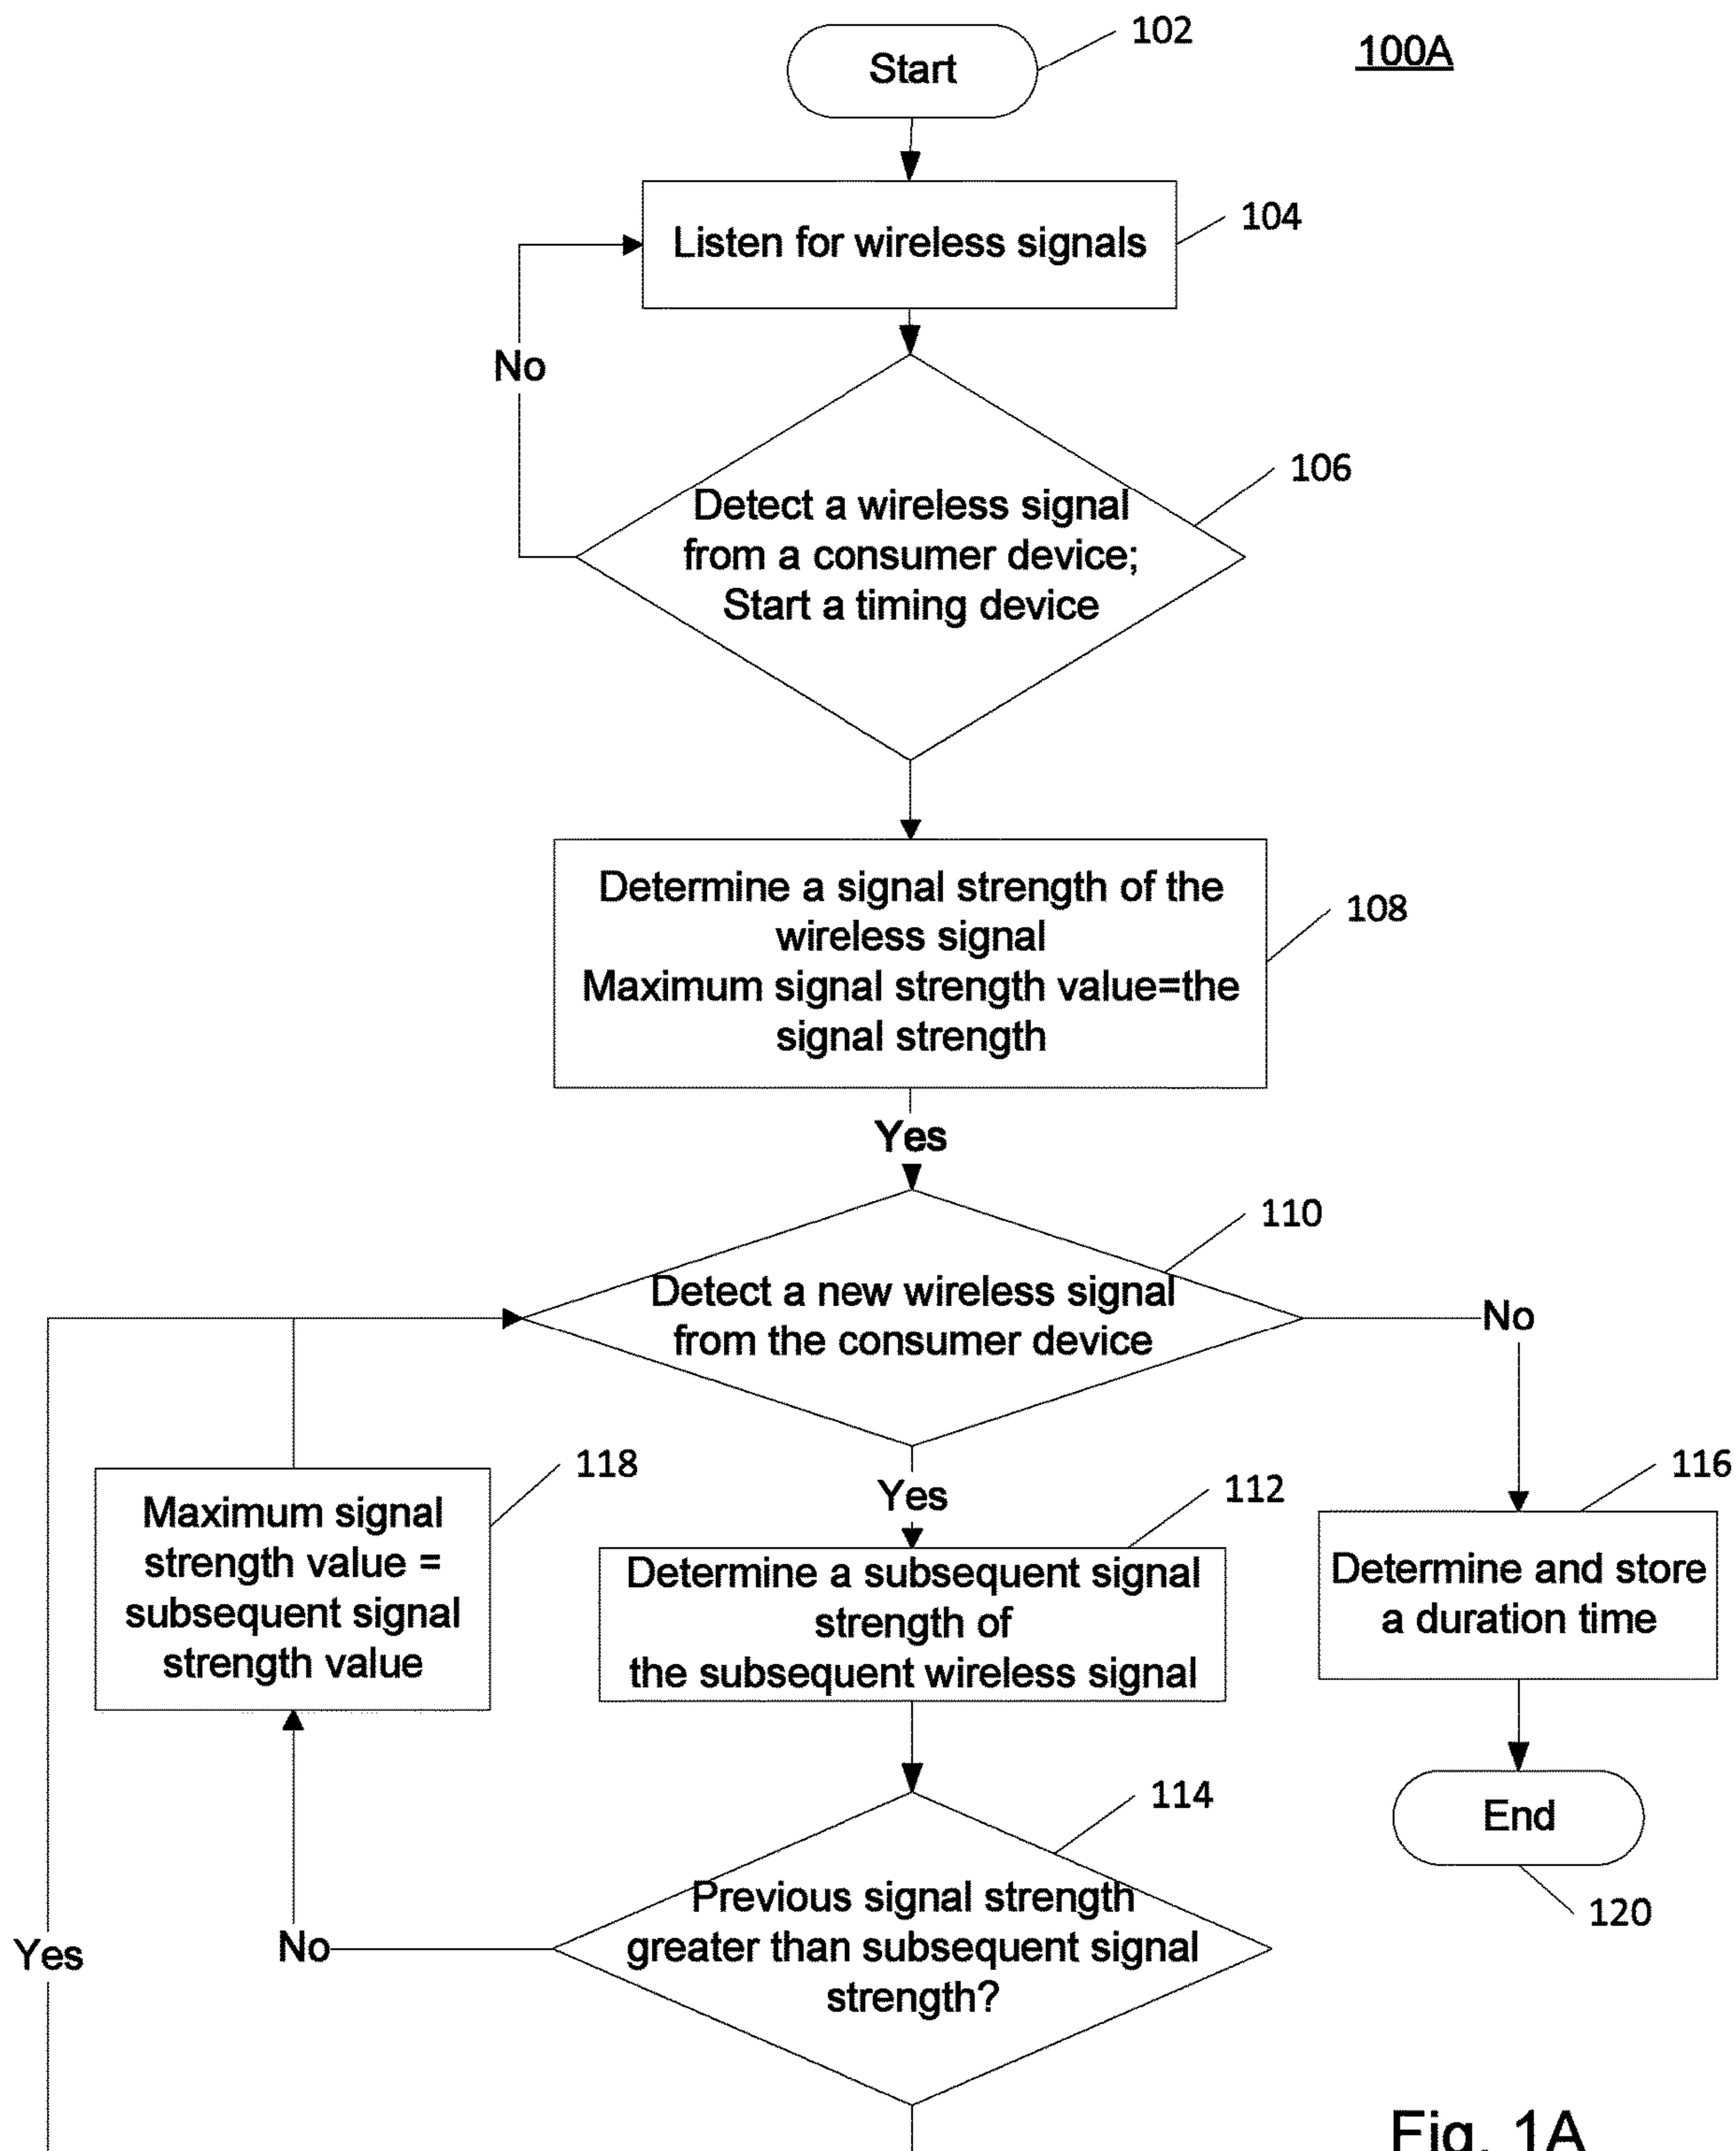 102
100A
Start
104
Listen for wireless signals
No
106
Detect a wireless signal
from a consumer device;
Start a timing device
108
Determine a signal strength of the
wireless signal
Maximum signal strength value=the
signal strength
Yes
110
Detect a new wireless signal
from the consumer device
No
118
Maximum signal
strength value =
subsequent signal
strength value
Yes
112
Determine a subsequent signal
strength of
the subsequent wireless signal
116
Determine and store
a duration time
114
Previous signal strength
greater than subsequent signal
strength?
End
120
Yes
No
Fig. 1A